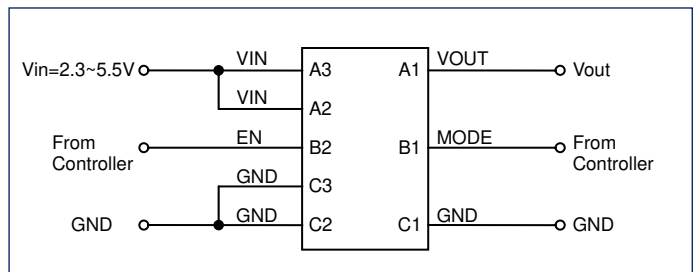 VIN
VOUT
Vin=2.3~5.5V
A3
A1
Vout
VIN
A2
From
Controller
EN
B2
B1
MODE
From
Controller
GND
C3
GND
GND
C2
C1
GND
GND